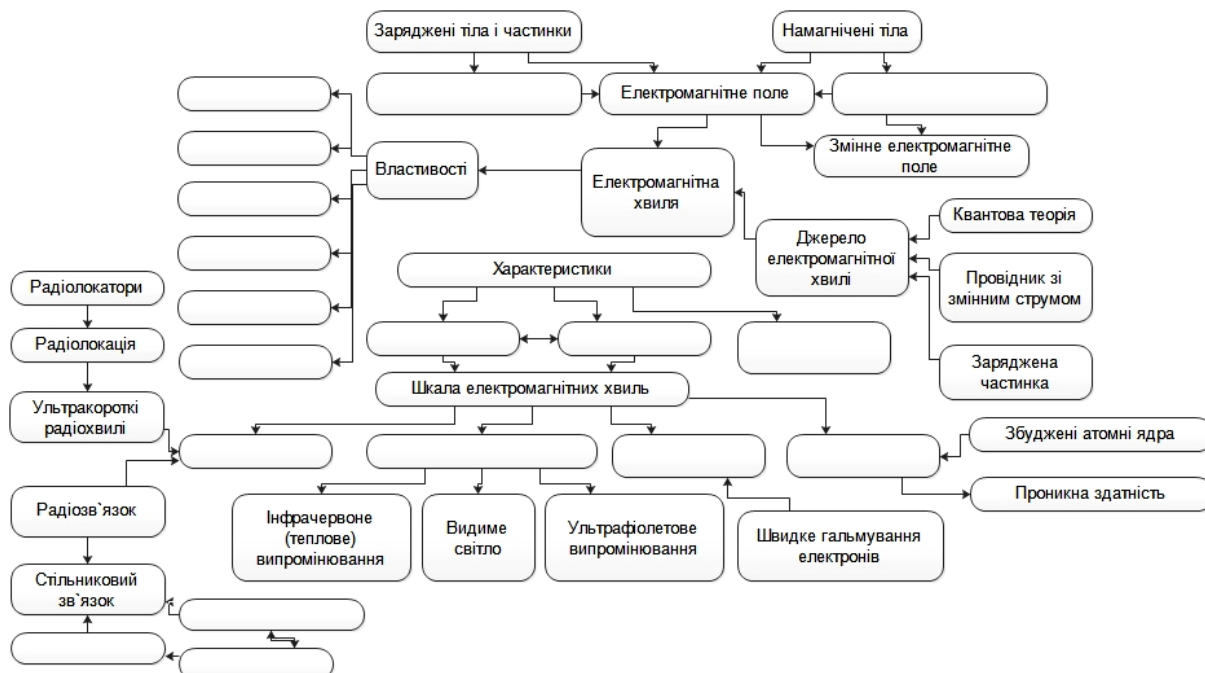 Заряджені тіла і частинки
Намагнічені тіла
Електромагнітне поле
Змінне електромагнітне
поле
Властивості
Електромагнітна
хвиля
Квантова теорія
Джерело
електромагнітної
хвилі
Провідник зі
змінним струмом
Характеристики
Радіолокатори
Радіолокація
Заряджена
частинка
Шкала електромагнітних хвиль
Ультракороткі
радіохвилі
Збуджені атомні ядра
Проникна здатність
Радіозв`язок
Інфрачервоне
(теплове)
випромінювання
Видиме
світло
Ультрафіолетове
випромінювання
Швидке гальмування
електронів
Стільниковий
зв`язок